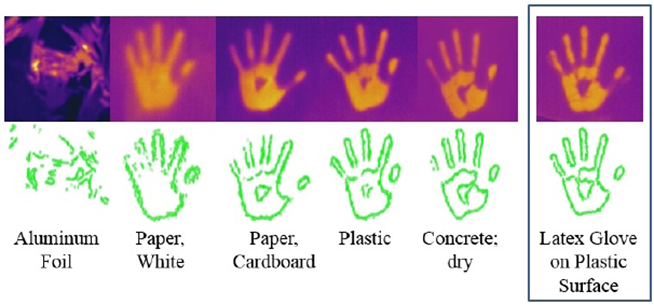 Aluminum
Foil
Paper,
White
Paper,
Cardboard
Plastic
Concrete;
dry
Latex Glove
on Plastic
Surface